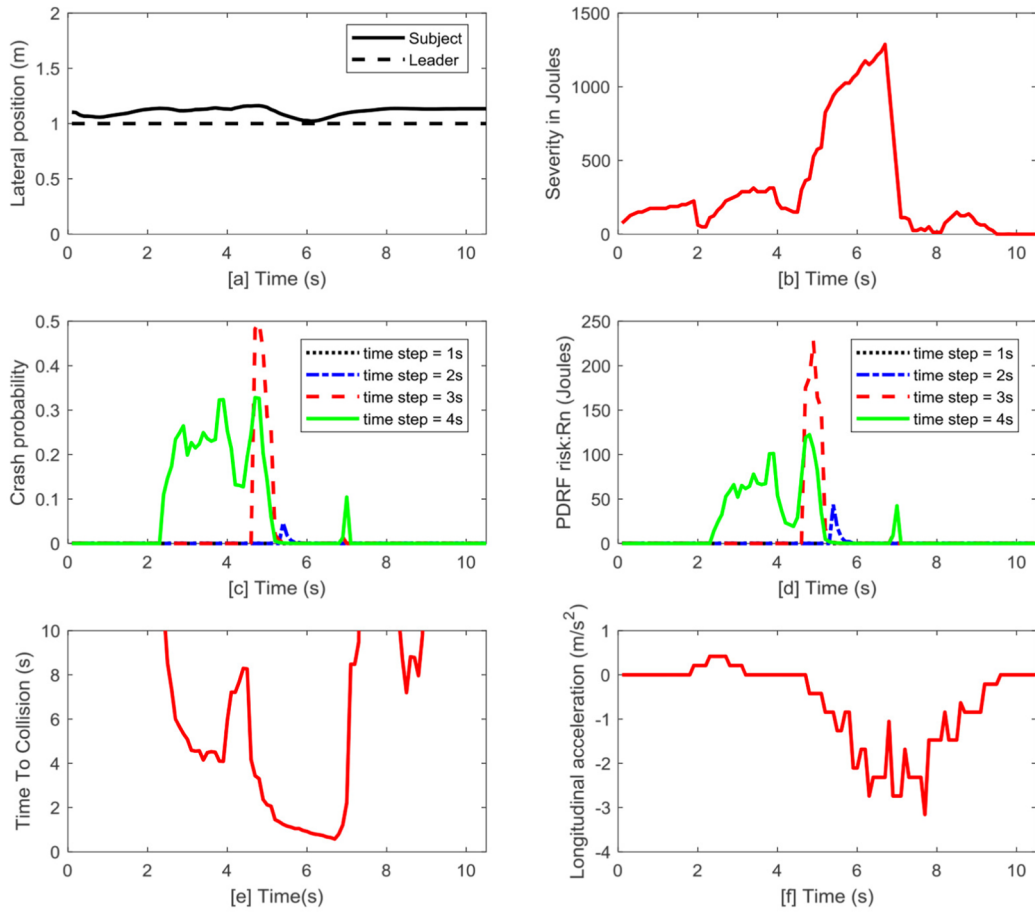 2
1.5
1
0.5
0
Lateral position (m)
Subject
Leader
0 2 4 6 8 10
[a] Time (s)
1500
1000
500
0
Severity in Joules
0 2 4 6 8 10
[b] Time (s)
0.5
0.4
0.3
0.2
0.1
0
Crash probability
time step = 1s
time step = 2s
time step = 3s
time step = 4s
0 2 4 6 8 10
[c] Time (s)
250
200
150
100
50
0
PDRF risk:Rn (Joules)
time step = 1s
time step = 2s
time step = 3s
time step = 4s
0 2 4 6 8 10
[d] Time (s)
10
8
6
4
2
0
Time To Collision (s)
0 2 4 6 8 10
[e] Time(s)
1
0
-1
-2
-3
-4
Longitudinal acceleration (m/s²)
0 2 4 6 8 10
[f] Time (s)